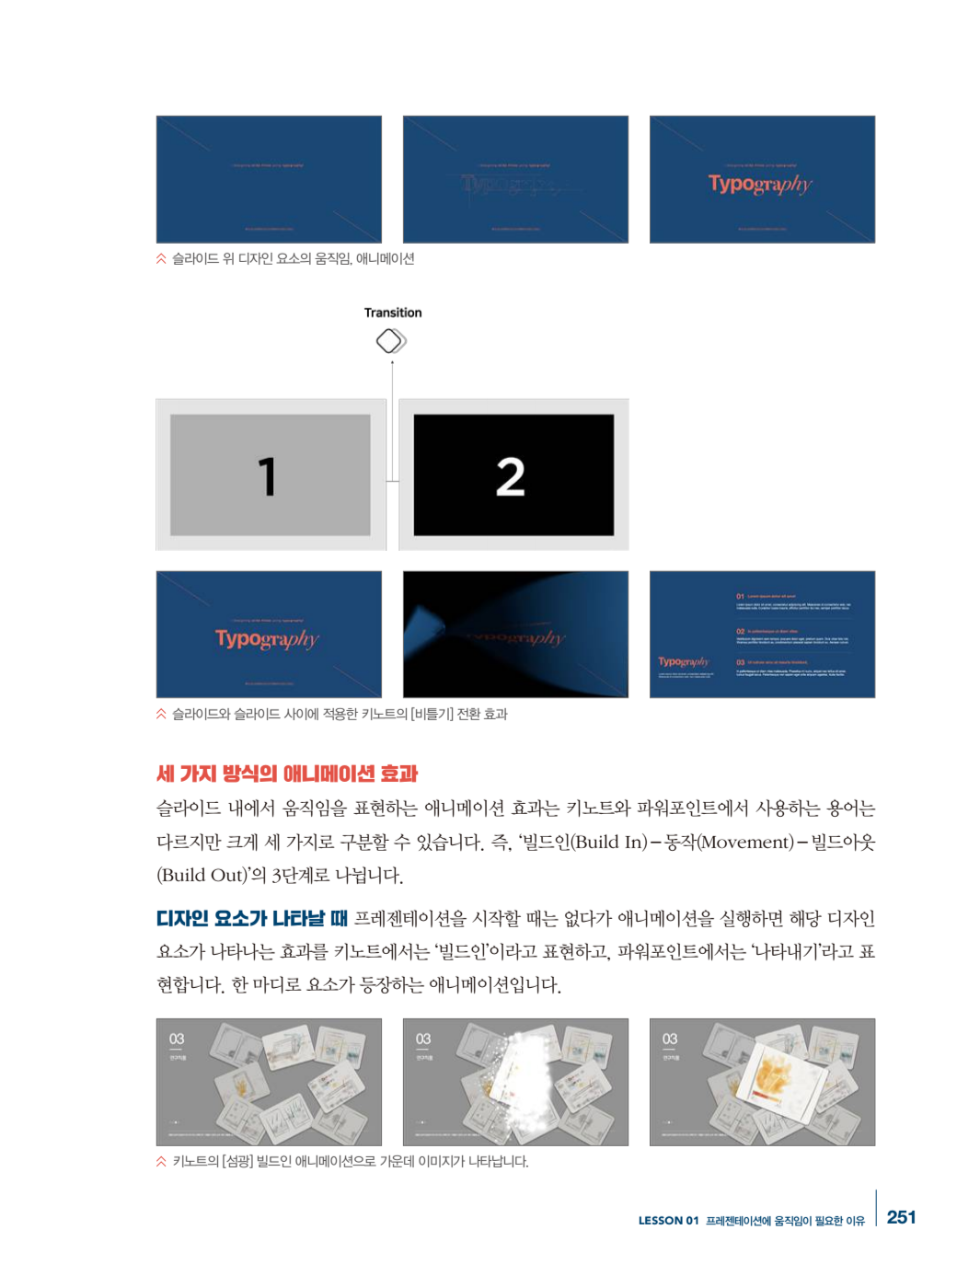 Typography
Typography
슬라이드 위 디자인 요소의 움직임, 애니메이션
Transition
1
2
Typography
Typography
01 Lorem ipsum dolor sit amet
02
Typography
03
슬라이드와 슬라이드 사이에 적용한 키노트의 [비틀기] 전환 효과
세 가지 방식의 애니메이션 효과
슬라이드 내에서 움직임을 표현하는 애니메이션 효과는 키노트와 파워포인트에서 사용하는 용어는
다르지만 크게 세 가지로 구분할 수 있습니다. 즉, ‘빌드인(Build In)–동작(Movement)–빌드아웃
(Build Out)’의 3단계로 나뉩니다.
디자인 요소가 나타날 때 프레젠테이션을 시작할 때는 없다가 애니메이션을 실행하면 해당 디자인
요소가 나타나는 효과를 키노트에서는 ‘빌드인’이라고 표현하고, 파워포인트에서는 ‘나타내기’라고 표
현합니다. 한 마디로 요소가 등장하는 애니메이션입니다.
03
03
03
키노트의 [섬광] 빌드인 애니메이션으로 가운데 이미지가 나타납니다.
LESSON 01 프레젠테이션에 움직임이 필요한 이유 251